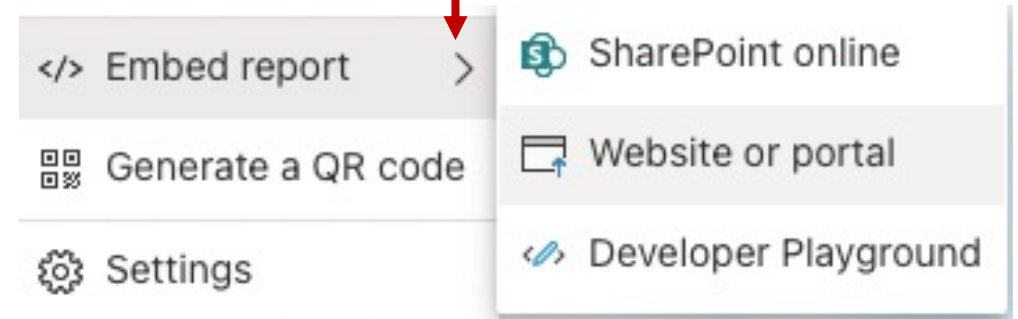 Embed report
Generate a QR code
Settings
SharePoint online
Website or portal
Developer Playground